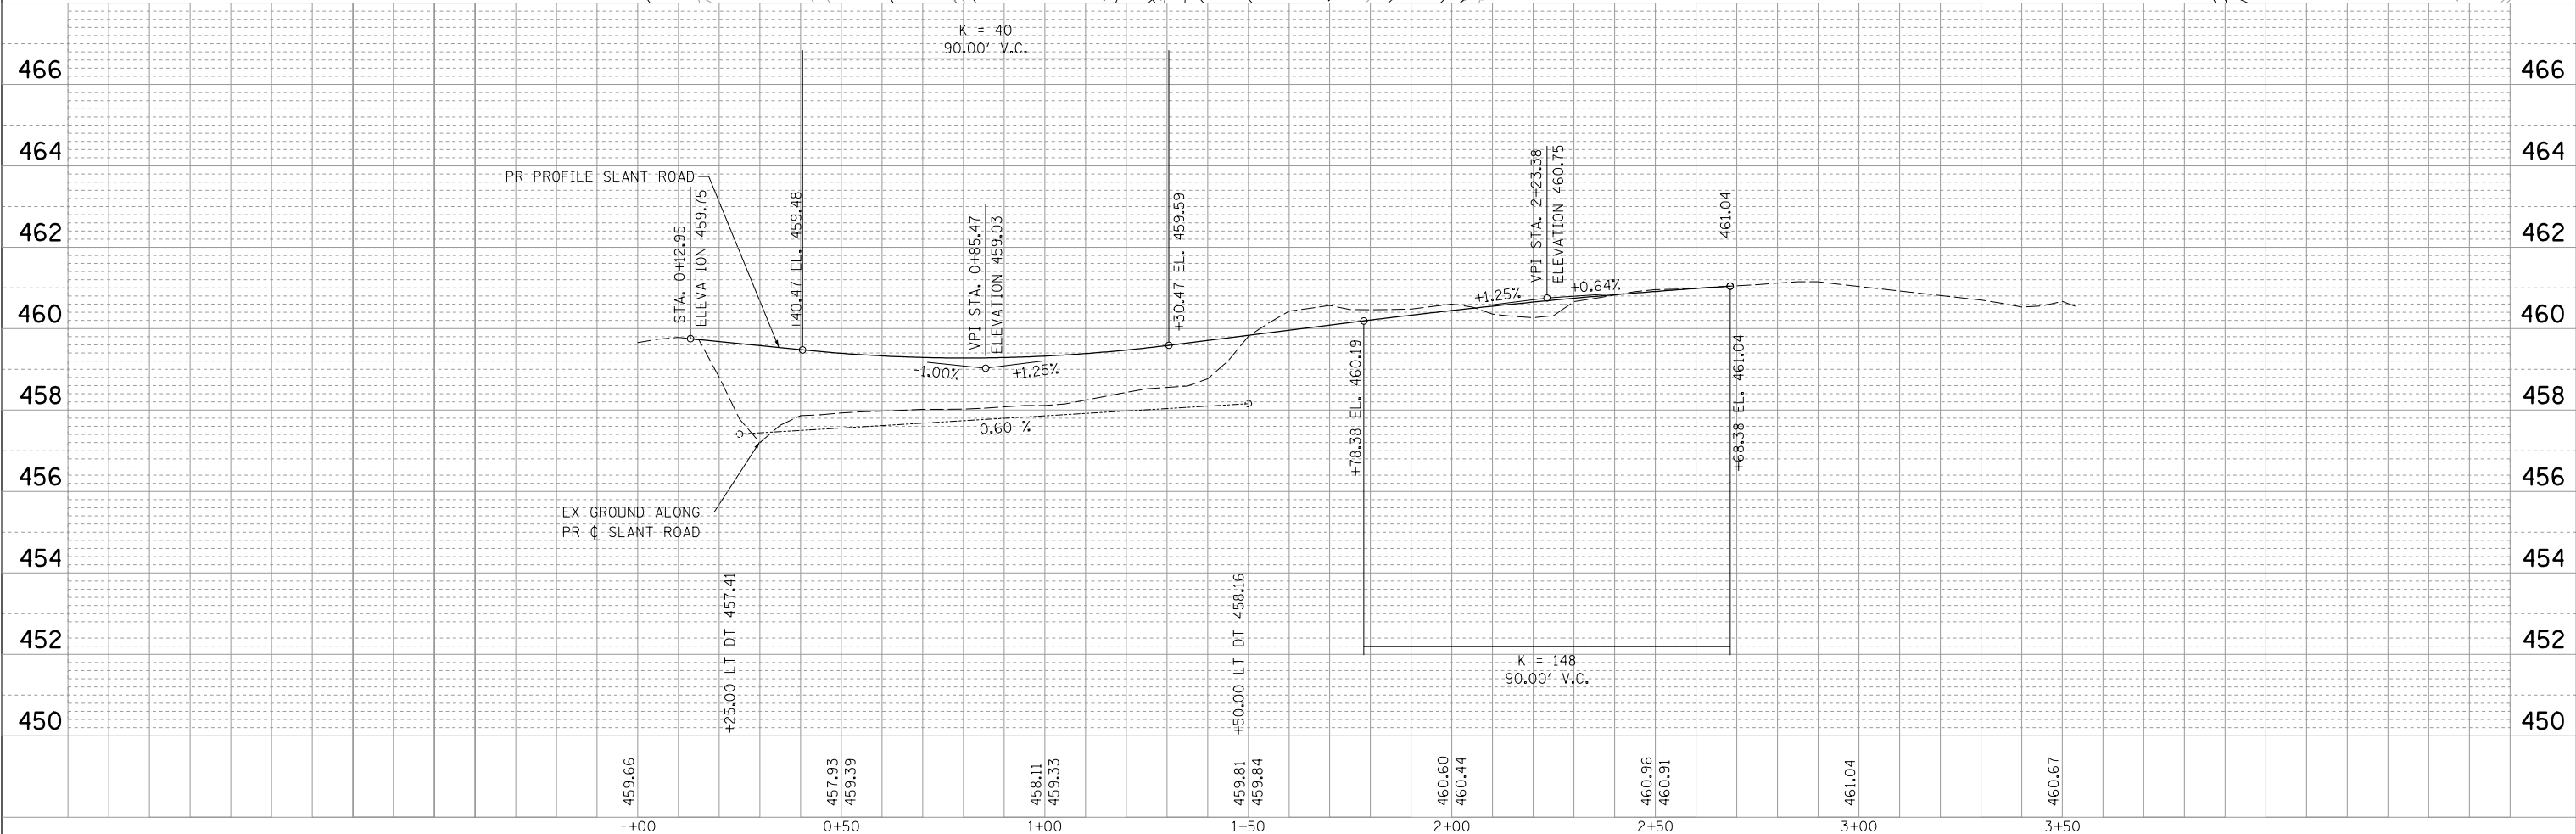 K = 40
90.00' V.C.
466
466
464
464
PR PROFILE SLANT ROAD
STA. 0+12.95
ELEVATION 459.75
+40.47 EL. 459.48
VPI STA. 0+85.47
ELEVATION 459.03
+30.47 EL. 459.59
VPI STA. 2+23.38
ELEVATION 460.75
461.04
462
462
460
460
+1.25%
+0.64%
-1.00%
+1.25%
458
458
0.60 %
+78.38 EL. 460.19
+68.38 EL. 461.04
456
456
EX GROUND ALONG
PR ℄ SLANT ROAD
454
454
+25.00 LT DT 457.41
+50.00 LT DT 458.16
452
452
K = 148
90.00' V.C.
450
450
459.66
457.93
459.39
458.11
459.33
459.81
459.84
460.60
460.44
460.96
460.91
461.04
460.67
-+00
0+50
1+00
1+50
2+00
2+50
3+00
3+50